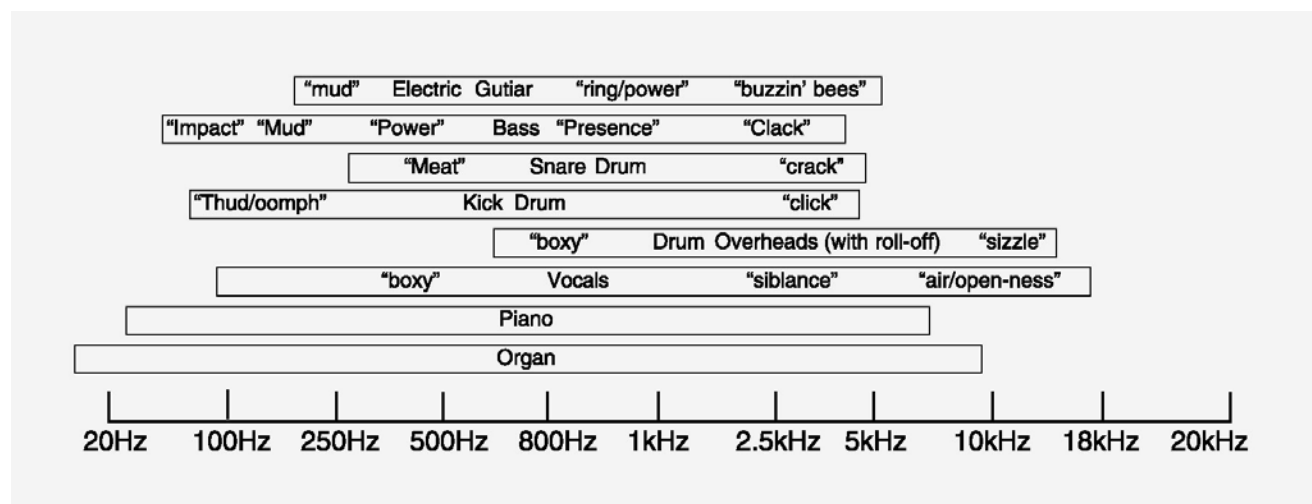 “mud” Electric Gutiar “ring/power” “buzzin’ bees”
“Impact” “Mud” “Power” Bass “Presence” “Clack”
“Meat” Snare Drum “crack”
“Thud/oomph” Kick Drum “click”
“boxy” Drum Overheads (with roll-off) “sizzle”
“boxy” Vocals “siblance” “air/open-ness”
Piano
Organ
20Hz 100Hz 250Hz 500Hz 800Hz 1kHz 2.5kHz 5kHz 10kHz 18kHz 20kHz